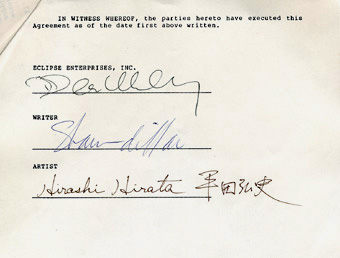 IN WITNESS WHEREOF, the parties hereto have executed this
Agreement as of the date first above written.
ECLIPSE ENTERPRISES, INC.
WRITER
ARTIST
Hiroshi Hirata 平田弘史